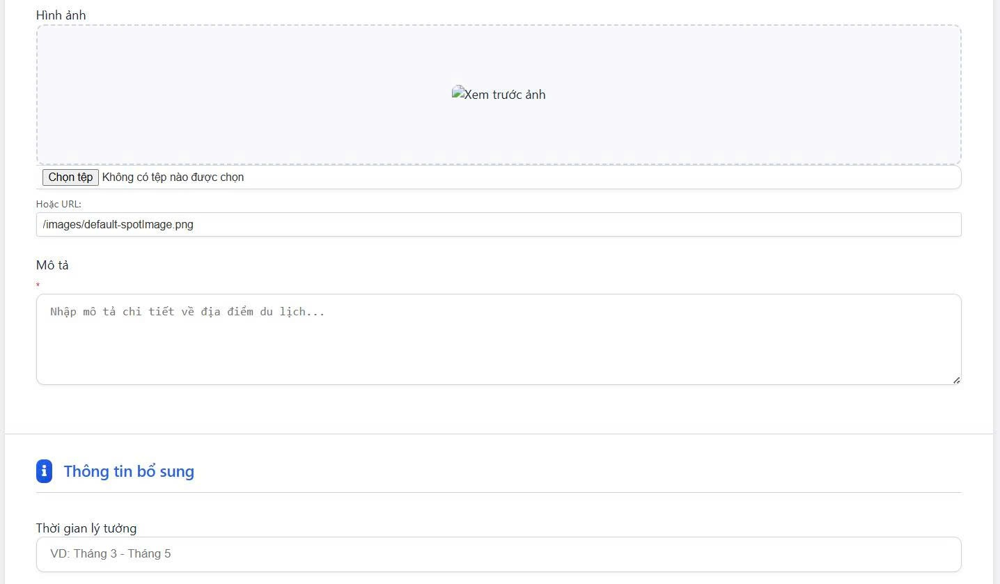 Hình ảnh
Xem trước ảnh
Chọn tệp Không có tệp nào được chọn
Hoặc URL:
/images/default-spotImage.png
Mô tả
*
Nhập mô tả chi tiết về địa điểm du lịch...
Thông tin bổ sung
Thời gian lý tưởng
VD: Tháng 3 - Tháng 5